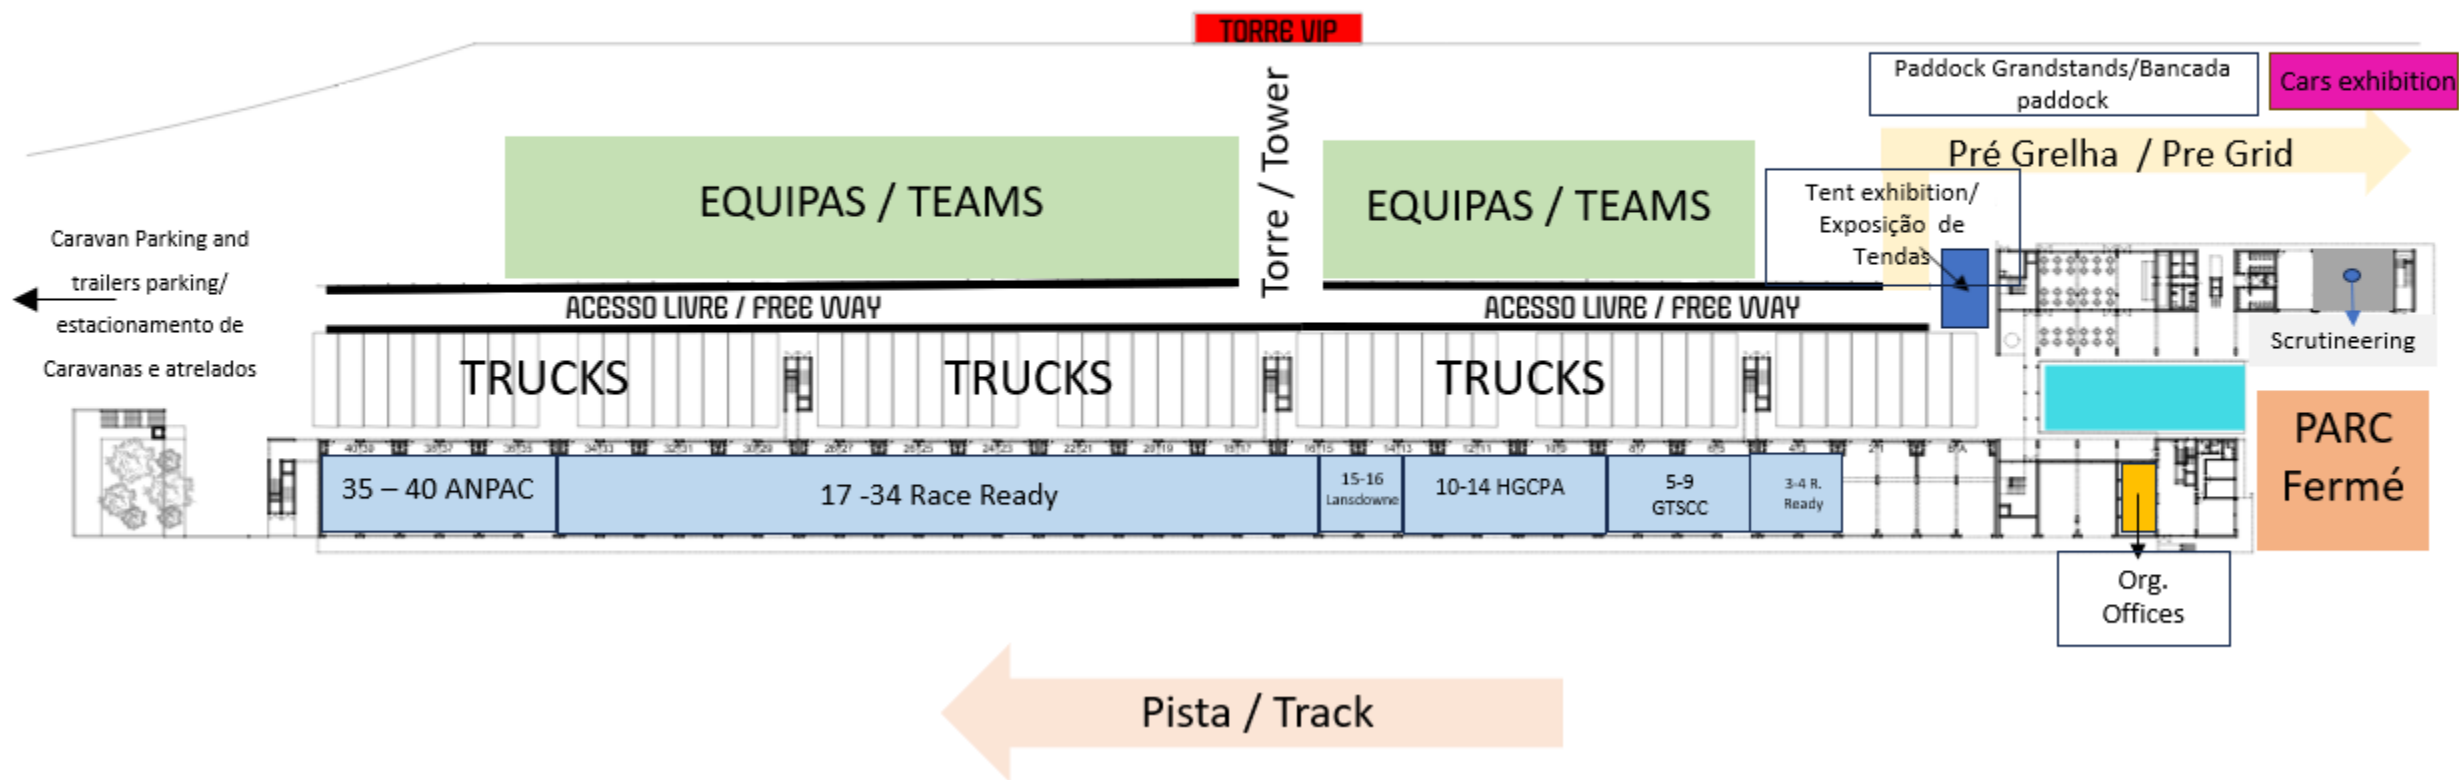 TORRE VIP
Paddock Grandstands/Bancada
paddock
Cars exhibition
Torre / Tower
Pré Grelha / Pre Grid
EQUIPAS / TEAMS
EQUIPAS / TEAMS
Tent exhibition/
Exposição de
Tendas
Caravan Parking and
trailers parking/
estacionamento de
Caravanas e atrelados
ACESSO LIVRE / FREE WAY
ACESSO LIVRE / FREE WAY
Scrutineering
TRUCKS
TRUCKS
TRUCKS
PARC
Fermé
35 – 40 ANPAC
17 -34 Race Ready
15-16
Lansdowne
10-14 HGCPA
5-9
GTSCC
3-4 R.
Ready
Org.
Offices
Pista / Track